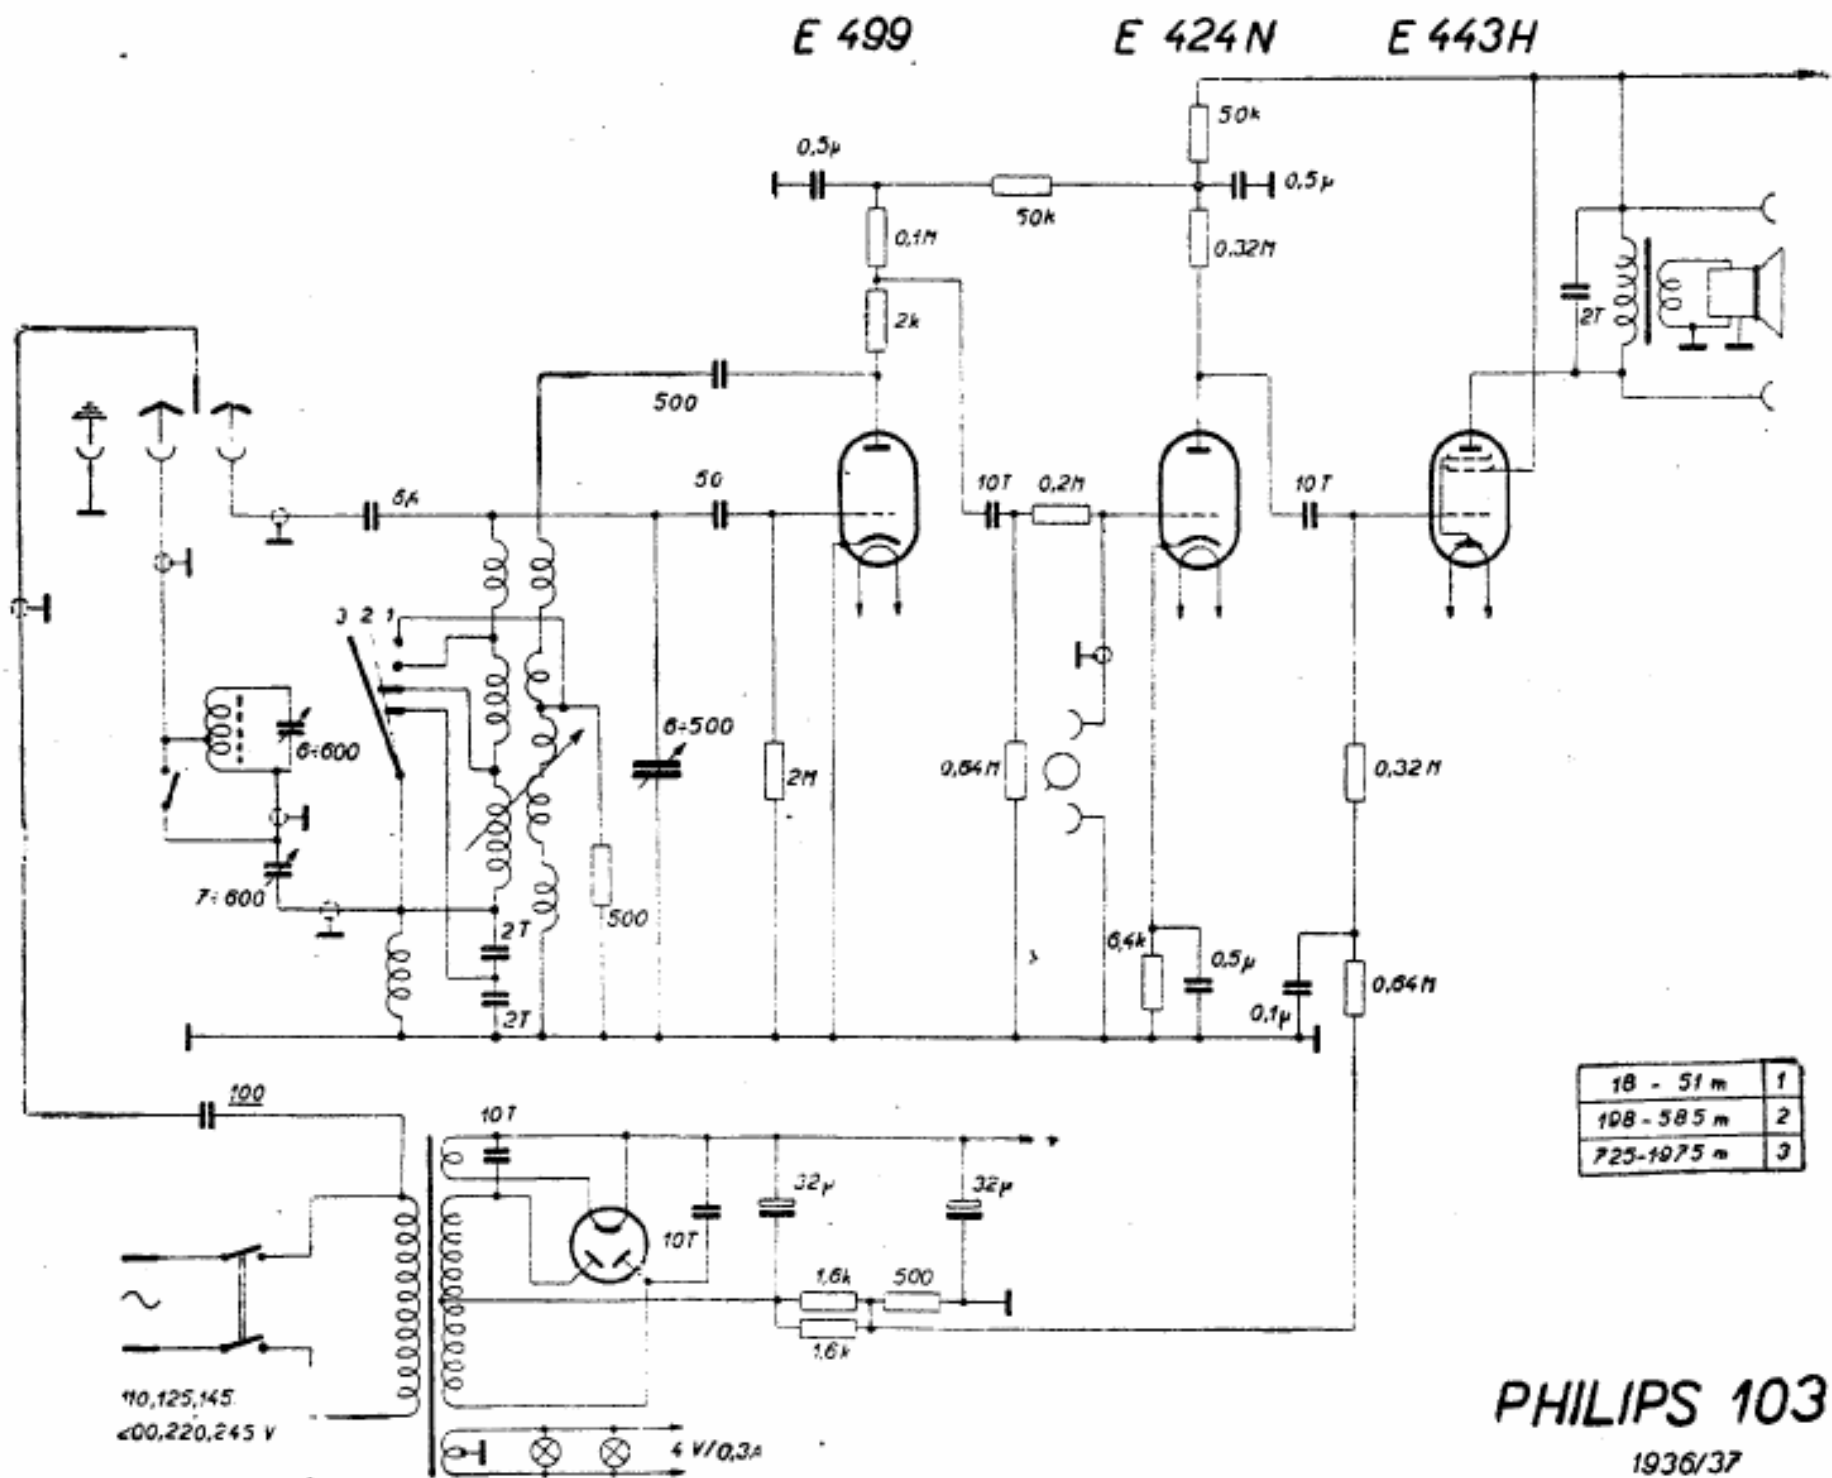 E 499
E 424N
E 443H
50k
0,5µ
0,5µ
50k
0,1M
0.32M
2k
2T
500
50
10T
0,2M
10T
3 2 1
6÷600
6÷500
2M
0,64M
0,32M
7÷600
500
2T
2T
6,4k
0,5µ
0,1µ
0,64M
18 - 51 m 1
198 - 585 m 2
725-1975 m 3
100
10T
32µ
32µ
10T
1,6k
500
1.6k
110,125,145.
200,220,245 V
4 V/0,3A
PHILIPS 103
1936/37